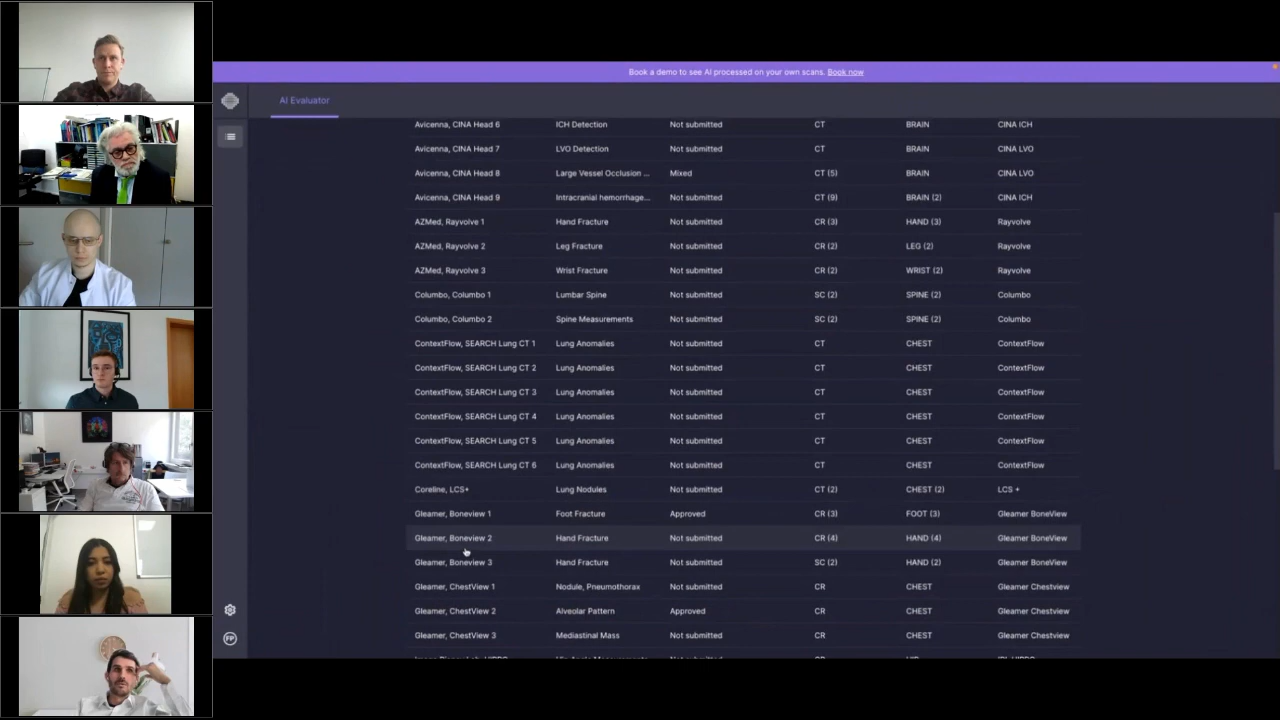 Book a demo to see AI processed on your own scans. Book now
AI Evaluator
Avicenna, CINA Head 6 ICH Detection Not submitted CT BRAIN CINA ICH
Avicenna, CINA Head 7 LVO Detection Not submitted CT BRAIN CINA LVO
Avicenna, CINA Head 8 Large Vessel Occlusion ... Mixed CT (5) BRAIN CINA LVO
Avicenna, CINA Head 9 Intracranial hemorrhage... Not submitted CT (9) BRAIN (2) CINA ICH
AZMed, Rayvolve 1 Hand Fracture Not submitted CR (3) HAND (3) Rayvolve
AZMed, Rayvolve 2 Leg Fracture Not submitted CR (2) LEG (2) Rayvolve
AZMed, Rayvolve 3 Wrist Fracture Not submitted CR (2) WRIST (2) Rayvolve
Columbo, Columbo 1 Lumbar Spine Not submitted SC (2) SPINE (2) Columbo
Columbo, Columbo 2 Spine Measurements Not submitted SC (2) SPINE (2) Columbo
ContextFlow, SEARCH Lung CT 1 Lung Anomalies Not submitted CT CHEST ContextFlow
ContextFlow, SEARCH Lung CT 2 Lung Anomalies Not submitted CT CHEST ContextFlow
ContextFlow, SEARCH Lung CT 3 Lung Anomalies Not submitted CT CHEST ContextFlow
ContextFlow, SEARCH Lung CT 4 Lung Anomalies Not submitted CT CHEST ContextFlow
ContextFlow, SEARCH Lung CT 5 Lung Anomalies Not submitted CT CHEST ContextFlow
ContextFlow, SEARCH Lung CT 6 Lung Anomalies Not submitted CT CHEST ContextFlow
Coreline, LCS+ Lung Nodules Not submitted CT (2) CHEST (2) LCS +
Gleamer, Boneview 1 Foot Fracture Approved CR (3) FOOT (3) Gleamer BoneView
Gleamer, Boneview 2 Hand Fracture Not submitted CR (4) HAND (4) Gleamer BoneView
Gleamer, Boneview 3 Hand Fracture Not submitted SC (2) HAND (2) Gleamer BoneView
Gleamer, ChestView 1 Nodule, Pneumothorax Not submitted CR CHEST Gleamer Chestview
Gleamer, ChestView 2 Alveolar Pattern Approved CR CHEST Gleamer Chestview
Gleamer, ChestView 3 Mediastinal Mass Not submitted CR CHEST Gleamer Chestview
FP